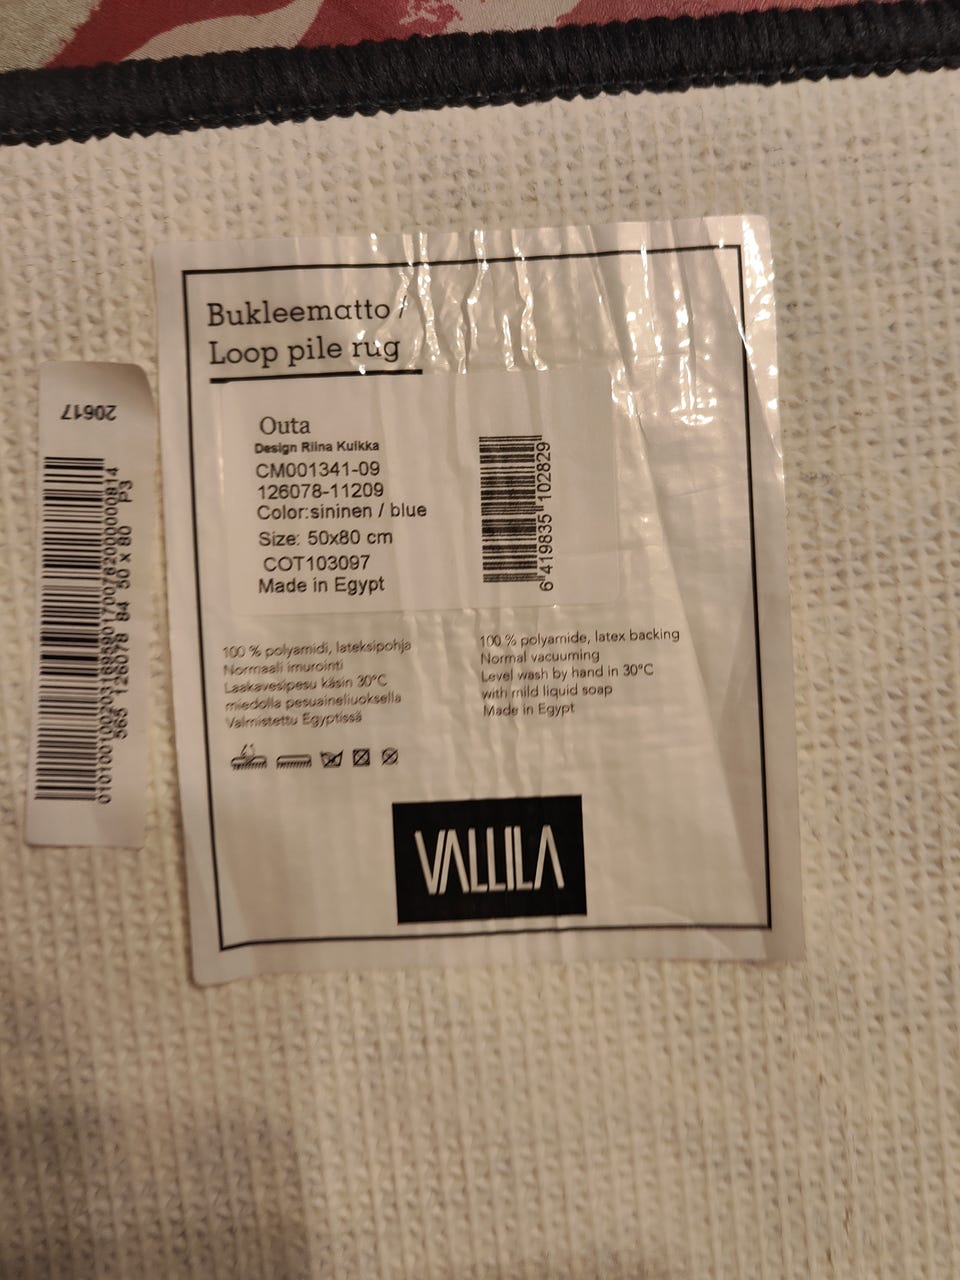 Bukleematto /
Loop pile rug
Outa
Design Riina Kuikka
CM001341-09
126078-11209
Color:sininen / blue
Size: 50x80 cm
COT103097
Made in Egypt
6 419835 102829
100 % polyamidi, lateksipohja
Normaali imurointi
Laakavesipesu käsin 30°C
miedolla pesuaineliuoksella
Valmistettu Egyptissä
100 % polyamide, latex backing
Normal vacuuming
Level wash by hand in 30°C
with mild liquid soap
Made in Egypt
VALLILA
20617
565 126078 84 50 x 80 P3